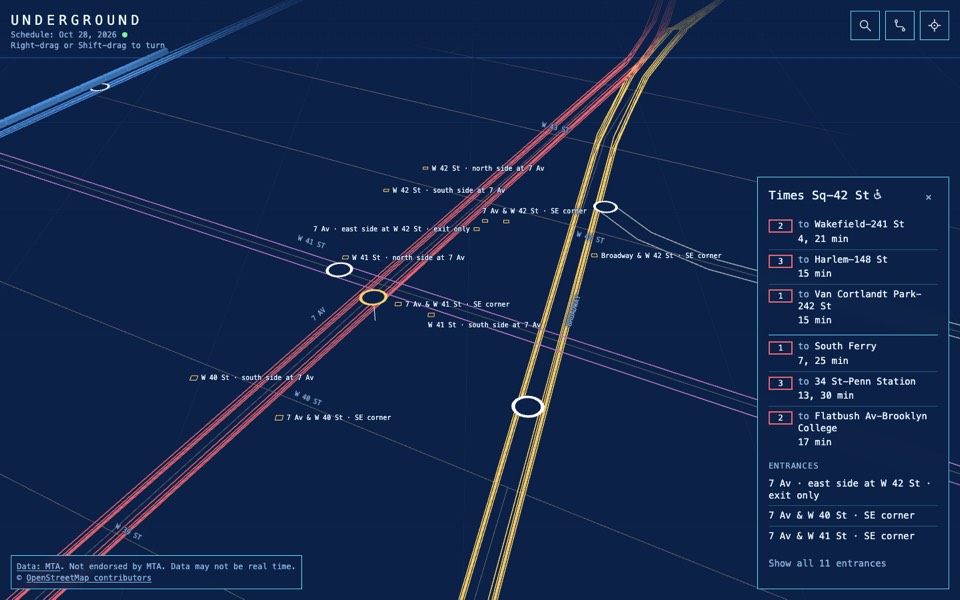 UNDERGROUND
Schedule: Oct 28, 2026
Right-drag or Shift-drag to turn
W 43 ST
W 42 St · north side at 7 Av
W 42 St · south side at 7 Av
7 Av & W 42 St · SE corner
7 Av · east side at W 42 St · exit only
W 41 ST
Broadway & W 42 St · SE corner
W 41 St · north side at 7 Av
7 Av & W 41 St · SE corner
7 AV
BROADWAY
W 41 St · south side at 7 Av
W 40 St · south side at 7 Av
W 40 ST
7 Av & W 40 St · SE corner
Times Sq-42 St
×
2 to Wakefield-241 St
4, 21 min
3 to Harlem-148 St
15 min
1 to Van Cortlandt Park-
242 St
15 min
1 to South Ferry
7, 25 min
3 to 34 St-Penn Station
13, 30 min
2 to Flatbush Av-Brooklyn
College
17 min
ENTRANCES
7 Av · east side at W 42 St ·
exit only
7 Av & W 40 St · SE corner
7 Av & W 41 St · SE corner
Show all 11 entrances
Data: MTA. Not endorsed by MTA. Data may not be real time.
© OpenStreetMap contributors